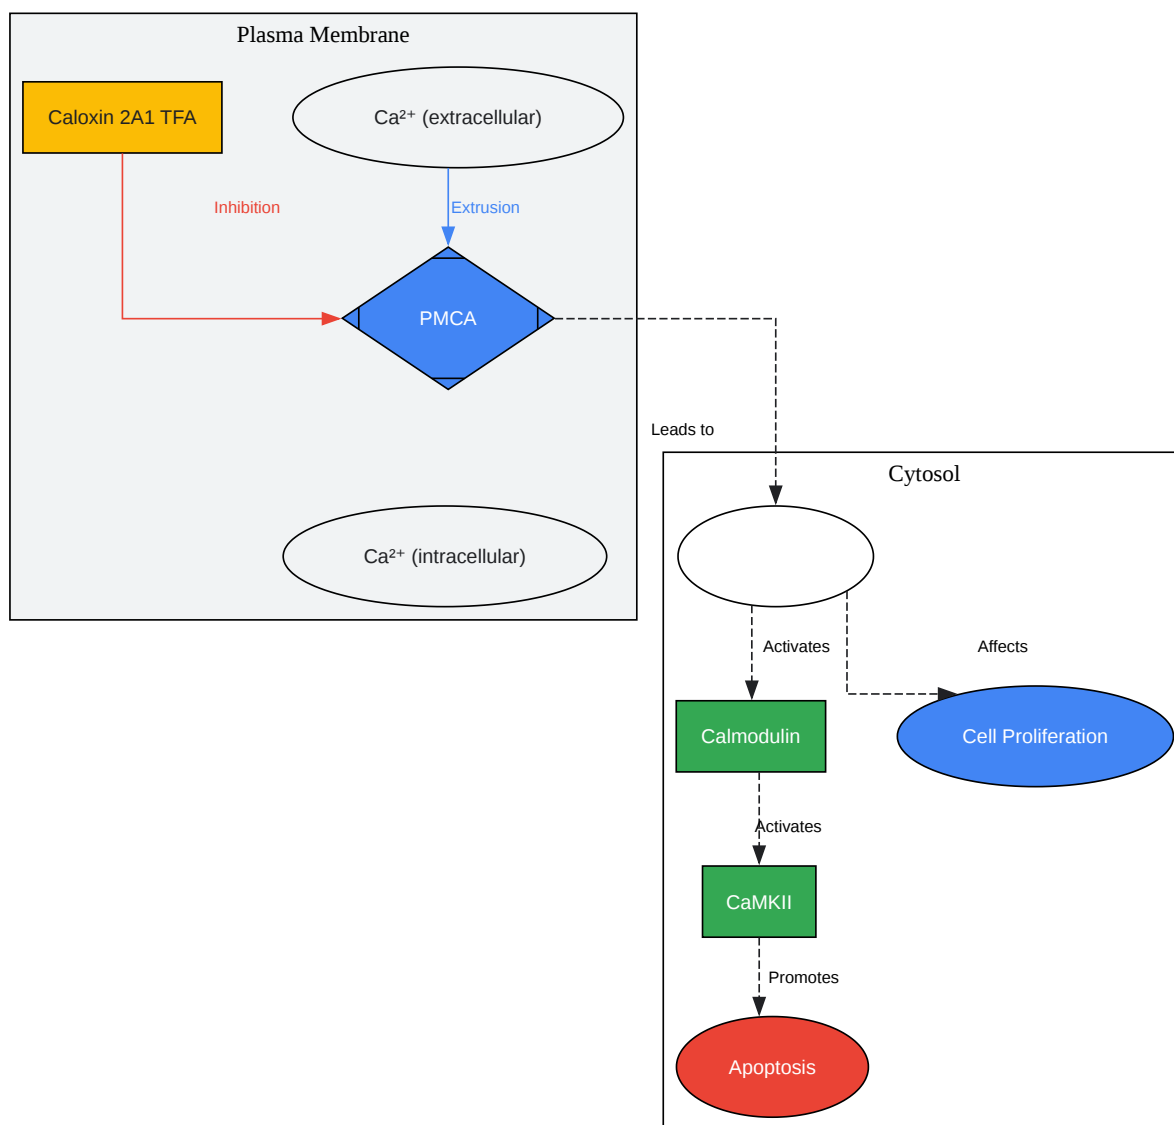 Plasma Membrane
Caloxin 2A1 TFA
Ca²⁺ (extracellular)
Inhibition
Extrusion
PMCA
Leads to
Cytosol
Ca²⁺ (intracellular)
Activates
Affects
Calmodulin
Cell Proliferation
Activates
CaMKII
Promotes
Apoptosis